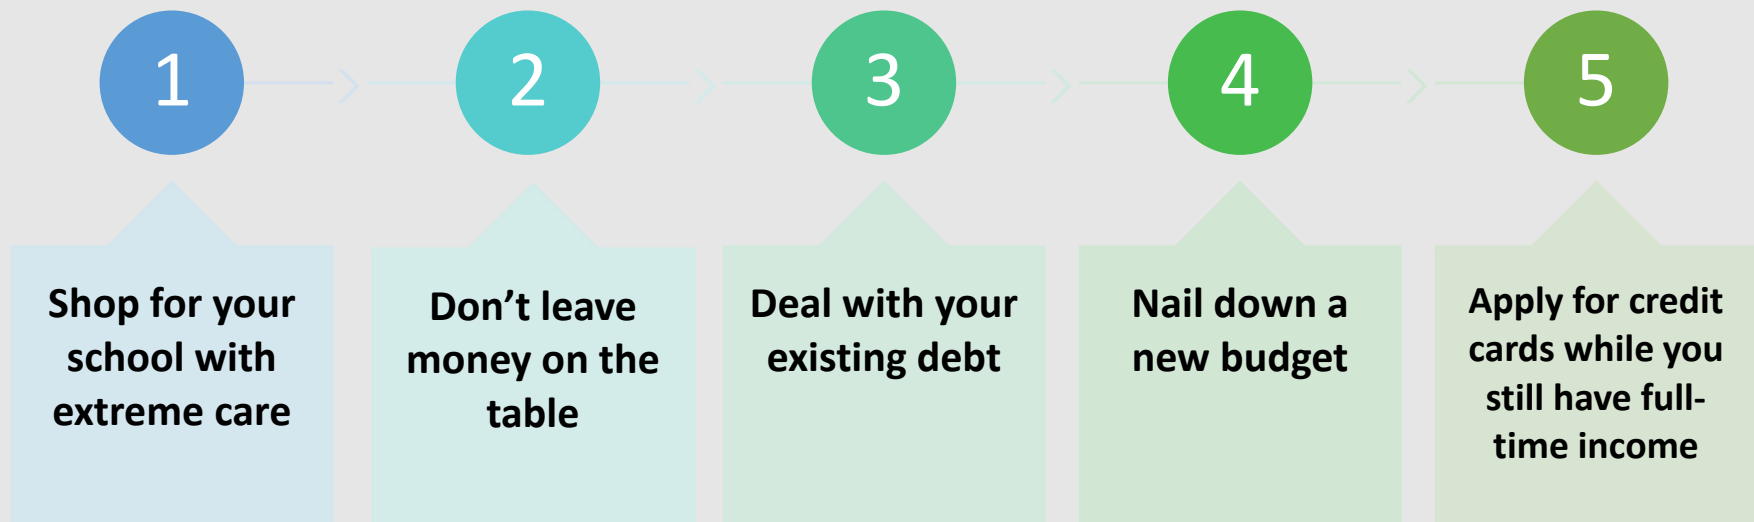 1
2
3
4
5
Shop for your
school with
extreme care
Don’t leave
money on the
table
Deal with your
existing debt
Nail down a
new budget
Apply for credit
cards while you
still have full-
time income